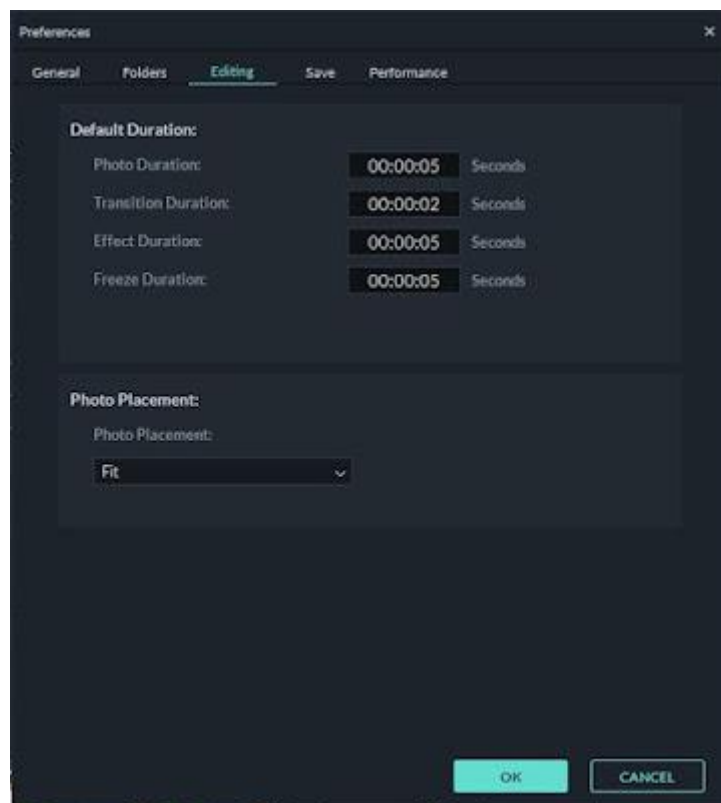 Preferences
General Folders Editing Save Performance
Default Duration:
Photo Duration: 00:00:05 Seconds
Transition Duration: 00:00:02 Seconds
Effect Duration: 00:00:05 Seconds
Freeze Duration: 00:00:05 Seconds
Photo Placement:
Photo Placement:
Fit
OK CANCEL